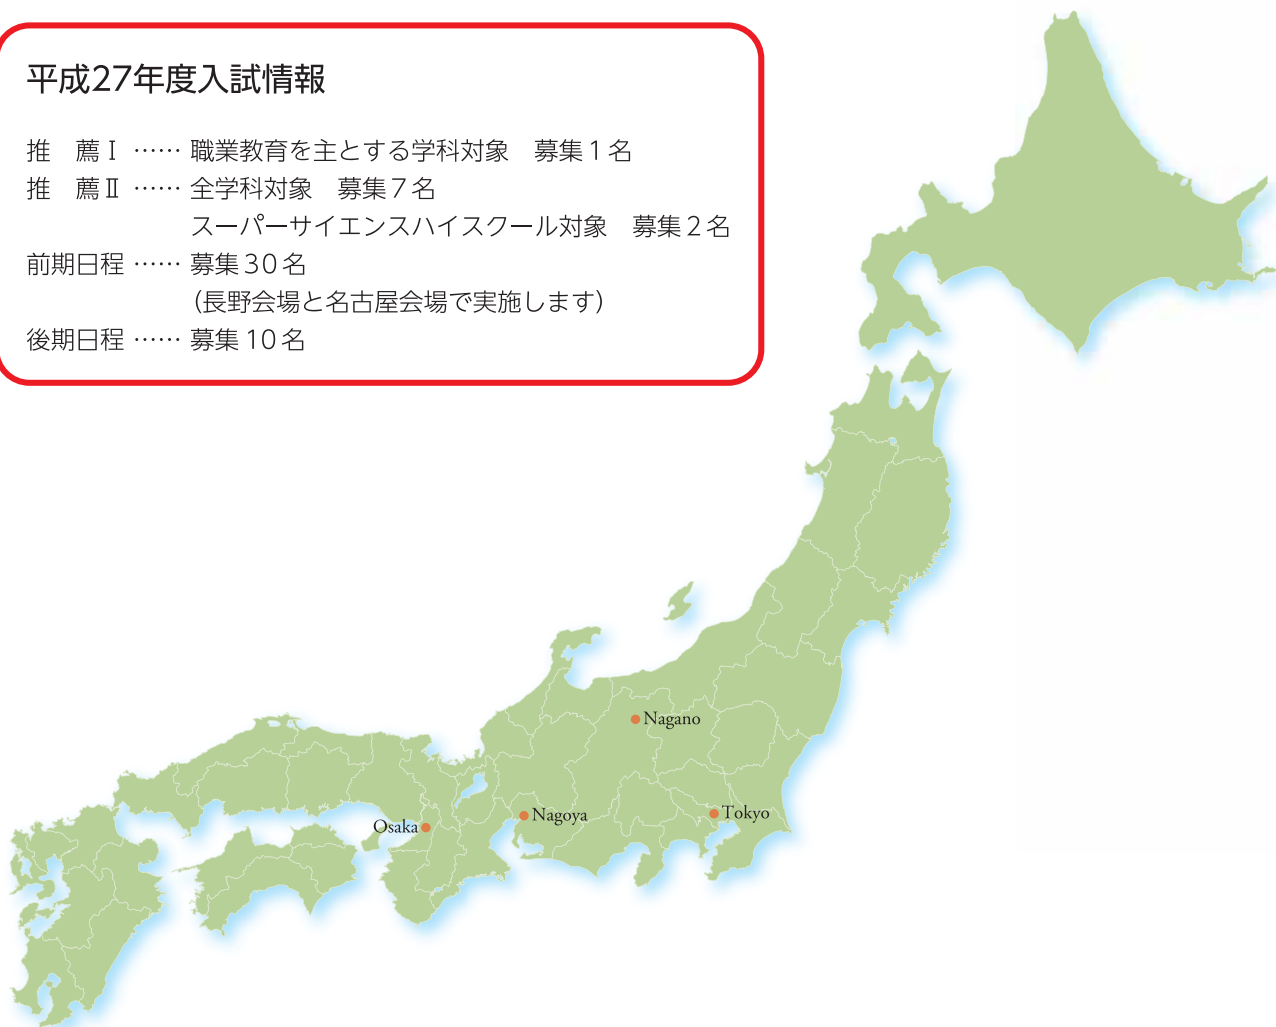 平成27年度入試情報
推　薦Ⅰ …… 職業教育を主とする学科対象　募集１名
推　薦Ⅱ …… 全学科対象　募集７名
スーパーサイエンスハイスクール対象　募集２名
前期日程 …… 募集30名
（長野会場と名古屋会場で実施します）
後期日程 …… 募集10名
Nagano
Nagoya
Tokyo
Osaka